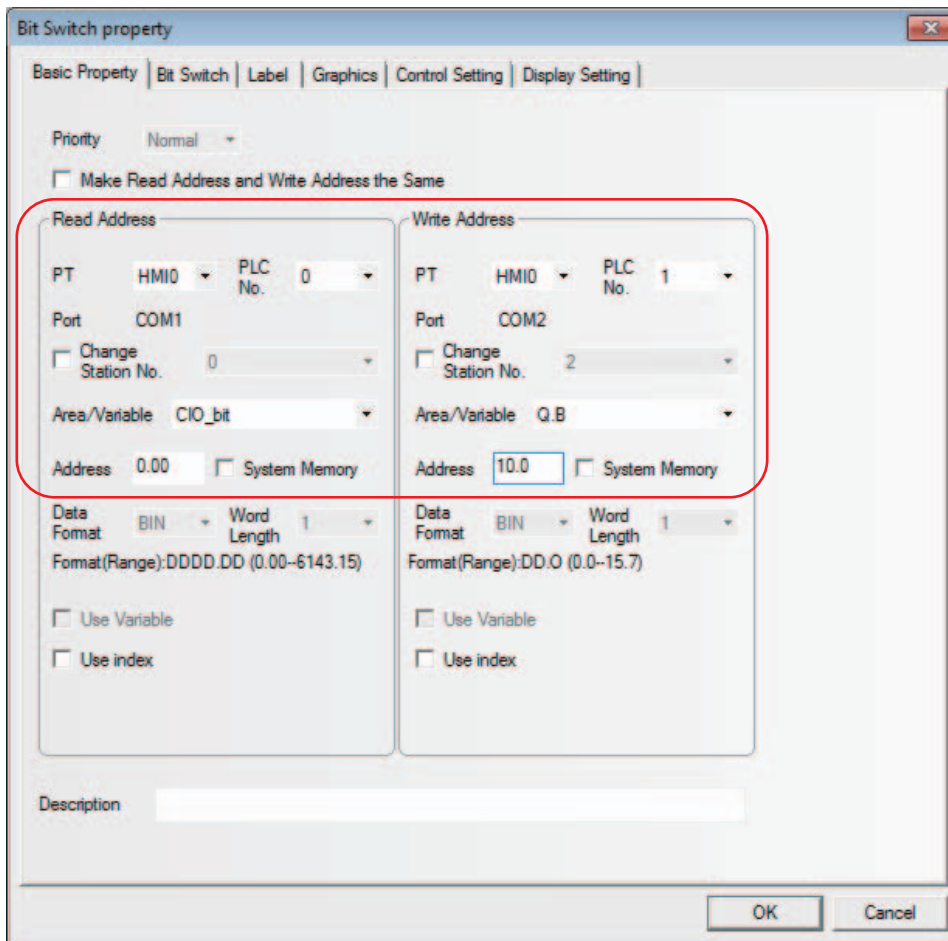 Bit Switch property
Basic Property Bit Switch Label Graphics Control Setting Display Setting
Priority Normal
Make Read Address and Write Address the Same
Read Address
PT HMI0 PLC No. 0
Port COM1
Change Station No. 0
Area/Variable CIO_bit
Address 0.00 System Memory
Data Format BIN Word Length 1
Format(Range):DDDD.DD (0.00--6143.15)
Use Variable
Use index
Write Address
PT HMI0 PLC No. 1
Port COM2
Change Station No. 2
Area/Variable Q.B
Address 10.0 System Memory
Data Format BIN Word Length 1
Format(Range):DD.O (0.0--15.7)
Use Variable
Use index
Description
OK Cancel